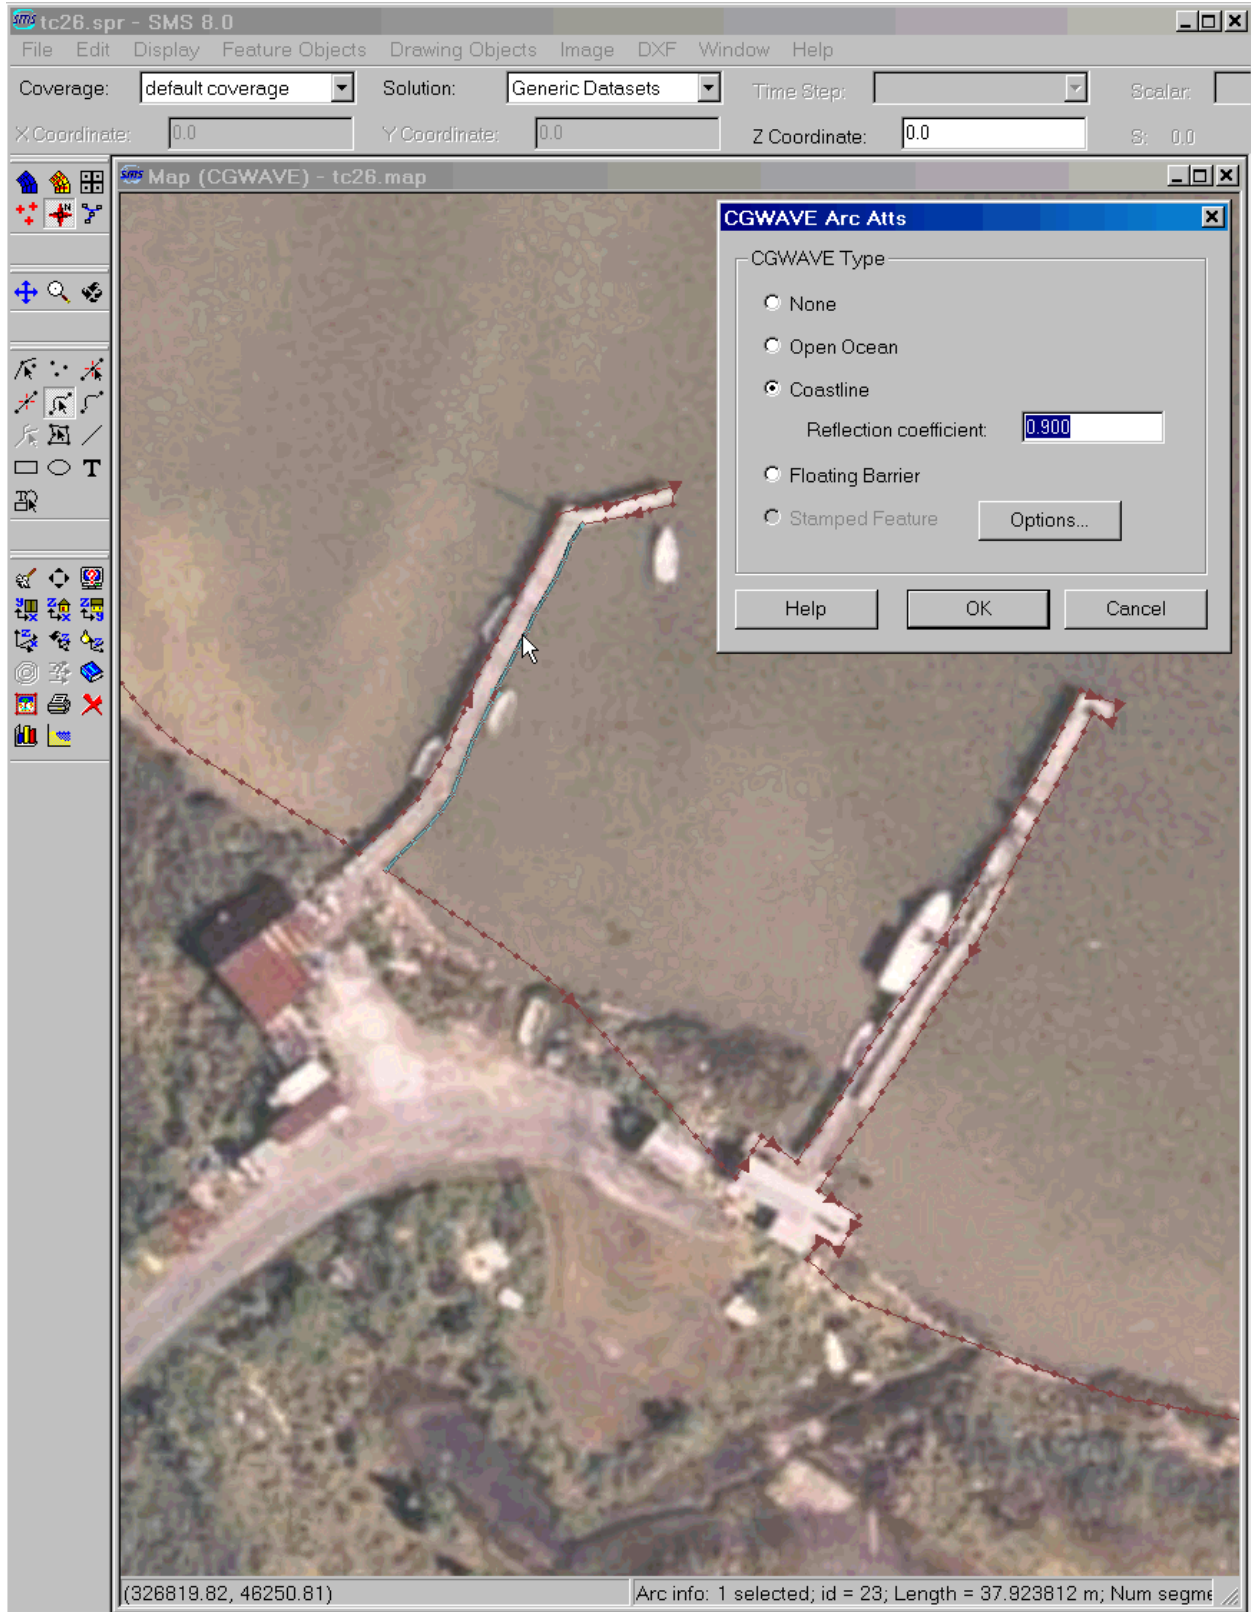 tc26.spr - SMS 8.0
File Edit Display Feature Objects Drawing Objects Image DXF Window Help
Coverage: default coverage Solution: Generic Datasets Time Step: Scalar:
X Coordinate: 0.0 Y Coordinate: 0.0 Z Coordinate: 0.0 S: 0.0
Map (CGWAVE) - tc26.map
CGWAVE Arc Atts
CGWAVE Type
None
Open Ocean
Coastline
Reflection coefficient: 0.900
Floating Barrier
Stamped Feature Options...
Help OK Cancel
(326819.82, 46250.81) Arc info: 1 selected; id = 23; Length = 37.923812 m; Num segme